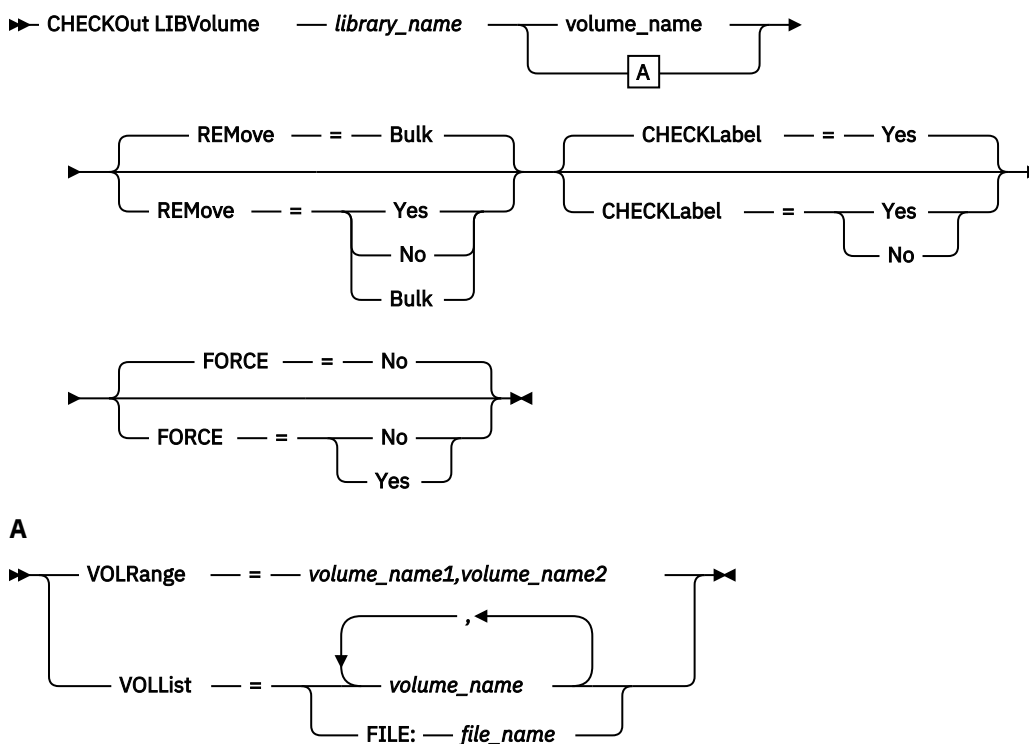 CHECKOut LIBVolume library_name volume_name
A
REMove = Bulk CHECKLabel = Yes
REMove = Yes CHECKLabel = Yes
No No
Bulk
FORCE = No
FORCE = No
Yes
A
VOLRange = volume_name1,volume_name2
,
VOLList = volume_name
FILE: file_name